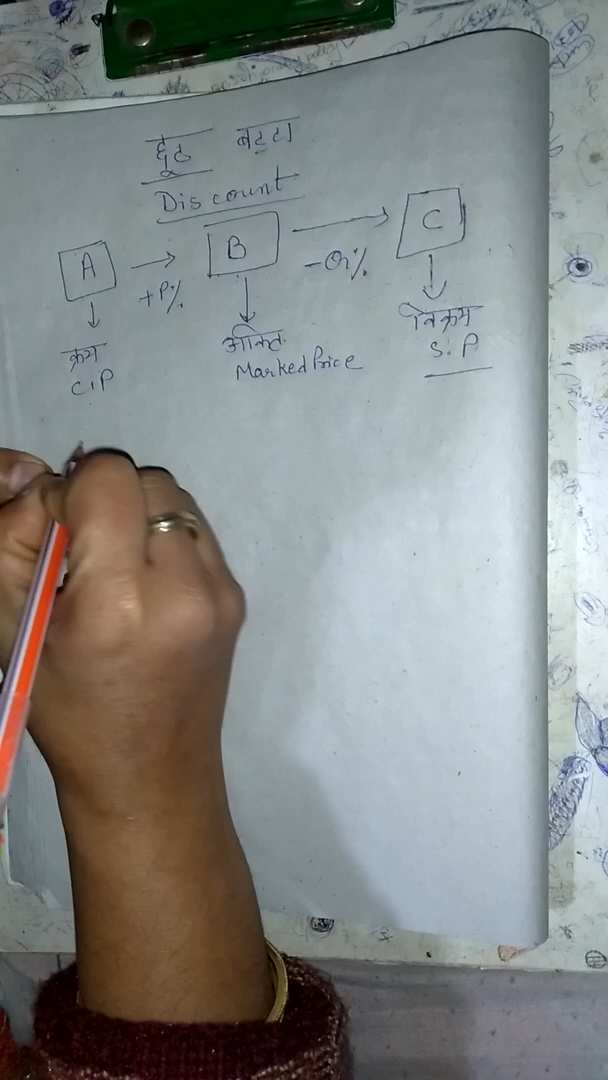 छूट बट्टा
Discount
A B C
+P% -r%
क्रय अंकित विक्रय
C.P Marked Price S.P